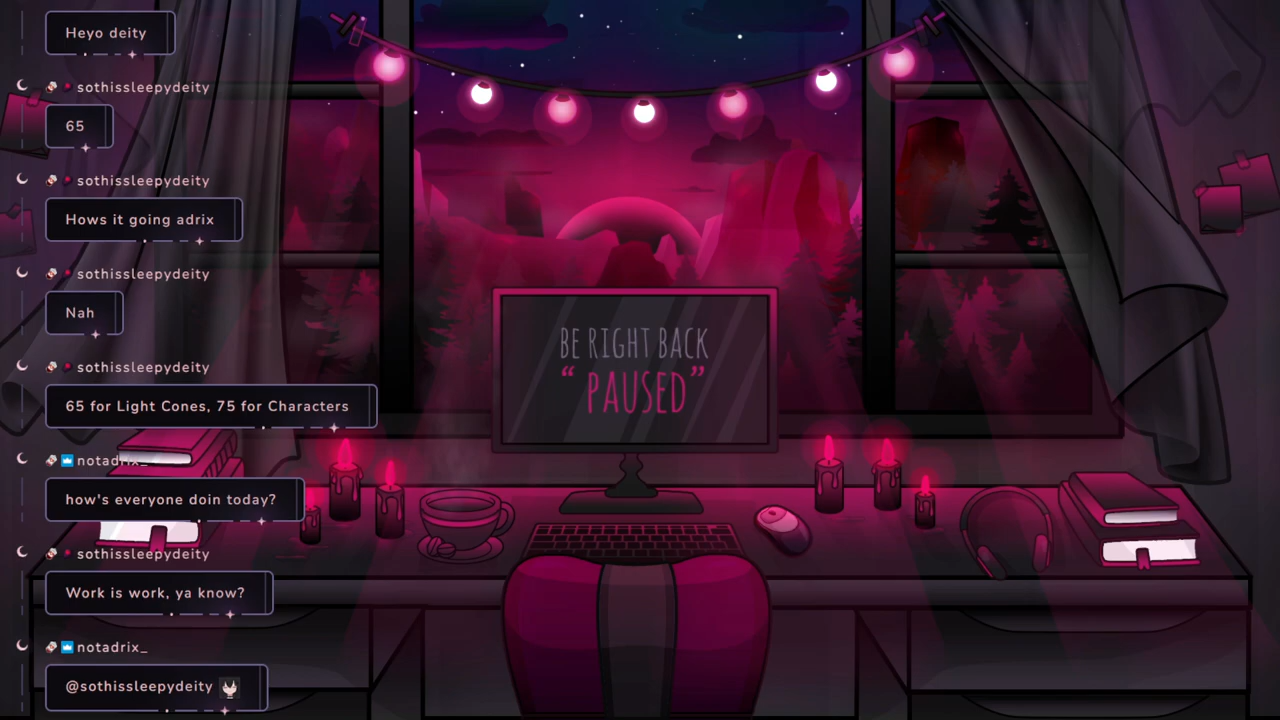 Heyo deity
sothissleepydeity
65
sothissleepydeity
Hows it going adrix
sothissleepydeity
Nah
sothissleepydeity
65 for Light Cones, 75 for Characters
notadrix_
how's everyone doin today?
sothissleepydeity
Work is work, ya know?
notadrix_
@sothissleepydeity
BE RIGHT BACK
“ PAUSED”